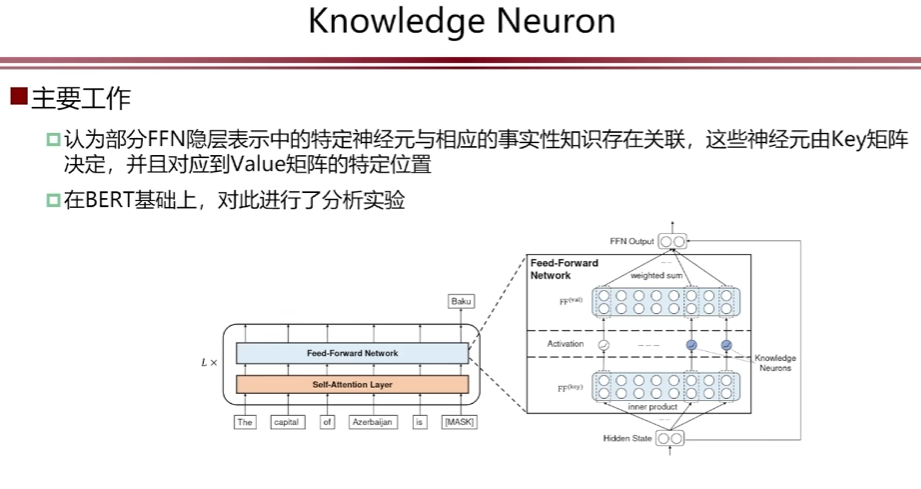 Knowledge Neuron
主要工作
认为部分FFN隐层表示中的特定神经元与相应的事实性知识存在关联，这些神经元由Key矩阵
决定，并且对应到Value矩阵的特定位置
在BERT基础上，对此进行了分析实验
FFN Output
Feed-Forward
Network
weighted sum
FF(val)
Baku
Activation
Feed-Forward Network
L ×
Knowledge
Neurons
Self-Attention Layer
FF(key)
inner product
The capital of Azerbaijan is [MASK]
Hidden State